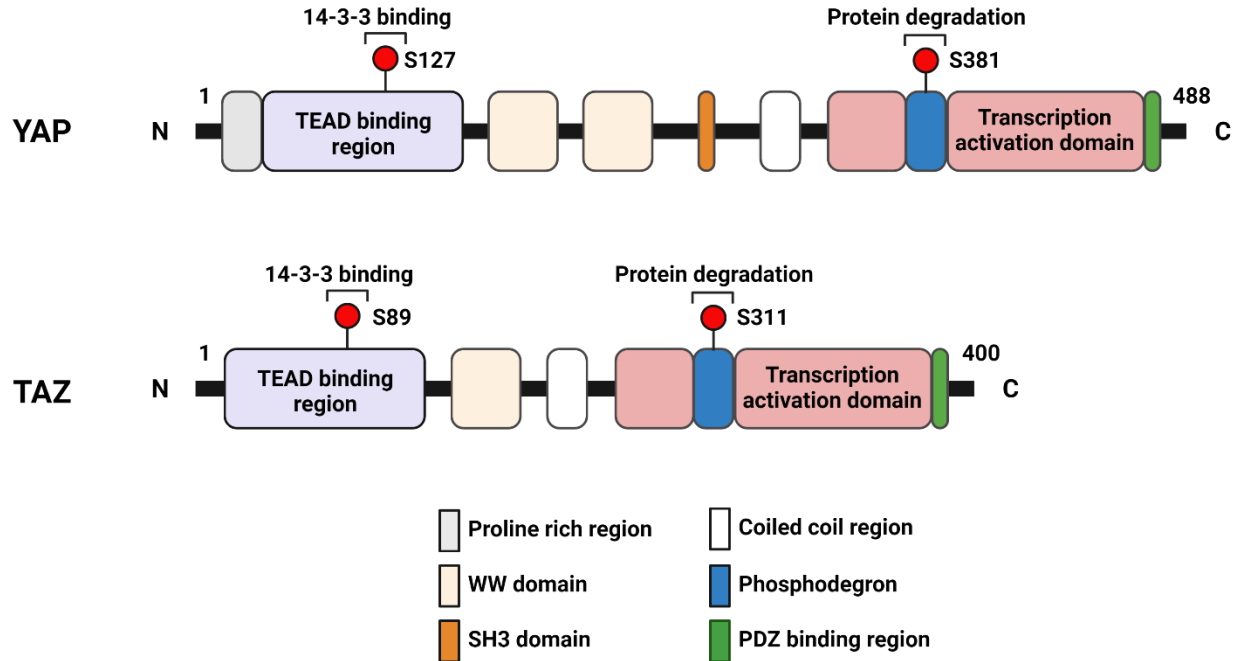 14-3-3 binding
S127
Protein degradation
S381
1
488
YAP
N
TEAD binding
region
Transcription
activation domain
C
14-3-3 binding
S89
Protein degradation
S311
1
400
TAZ
N
TEAD binding
region
Transcription
activation domain
C
Proline rich region
Coiled coil region
WW domain
Phosphodegron
SH3 domain
PDZ binding region